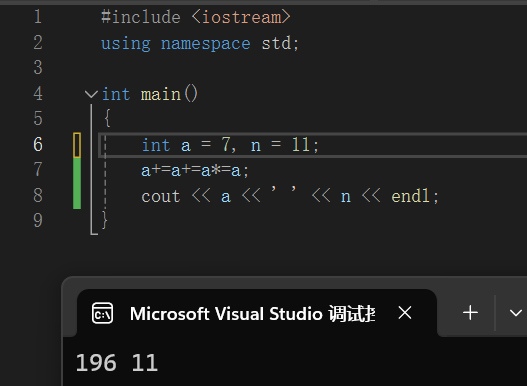 1 #include <iostream>
2 using namespace std;
3
4 int main()
5 {
6 int a = 7, n = 11;
7 a+=a+=a*=a;
8 cout << a << ' ' << n << endl;
9 }
Microsoft Visual Studio 调试控
196 11